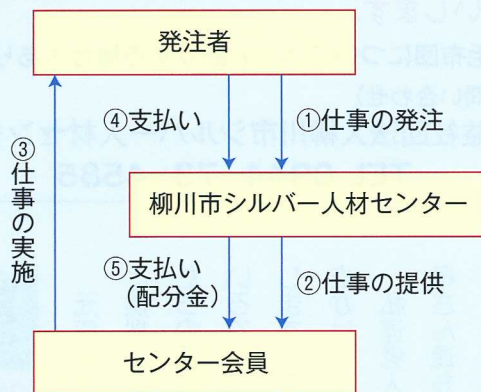 発注者
④支払い
①仕事の発注
③仕事の実施
柳川市シルバー人材センター
⑤支払い
(配分金)
②仕事の提供
センター会員